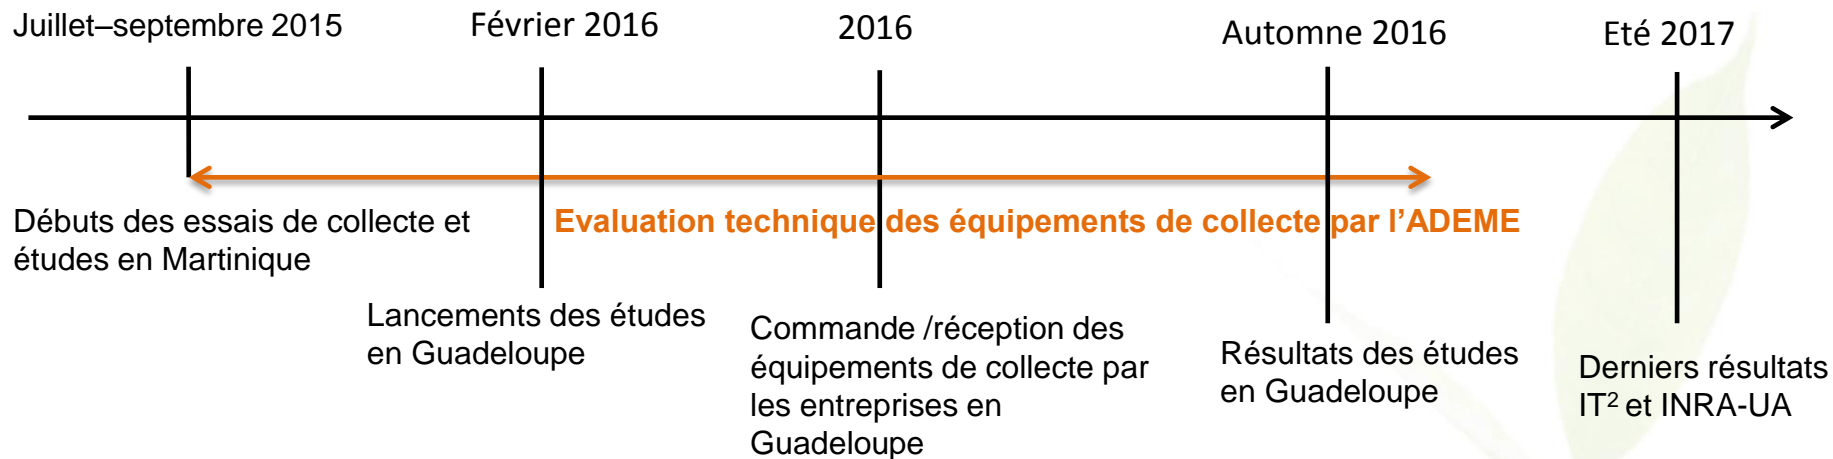 Juillet–septembre 2015
Février 2016
2016
Automne 2016
Eté 2017
Evaluation technique des équipements de collecte par l'ADEME
Débuts des essais de collecte et
études en Martinique
Lancements des études
en Guadeloupe
Commande /réception des
équipements de collecte par
les entreprises en
Guadeloupe
Résultats des études
en Guadeloupe
Derniers résultats
IT² et INRA-UA